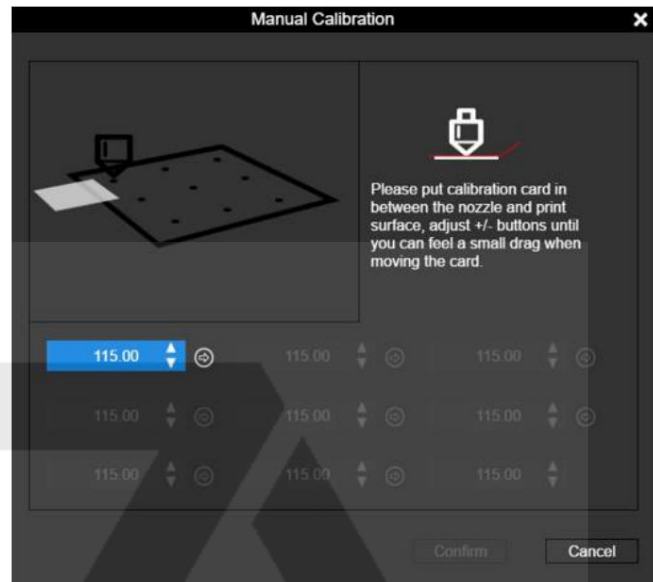 Manual Calibration
Please put calibration card in
between the nozzle and print
surface, adjust +/- buttons until
you can feel a small drag when
moving the card.
115.00 115.00 115.00
115.00 115.00 115.00
115.00 115.00 115.00
Confirm Cancel